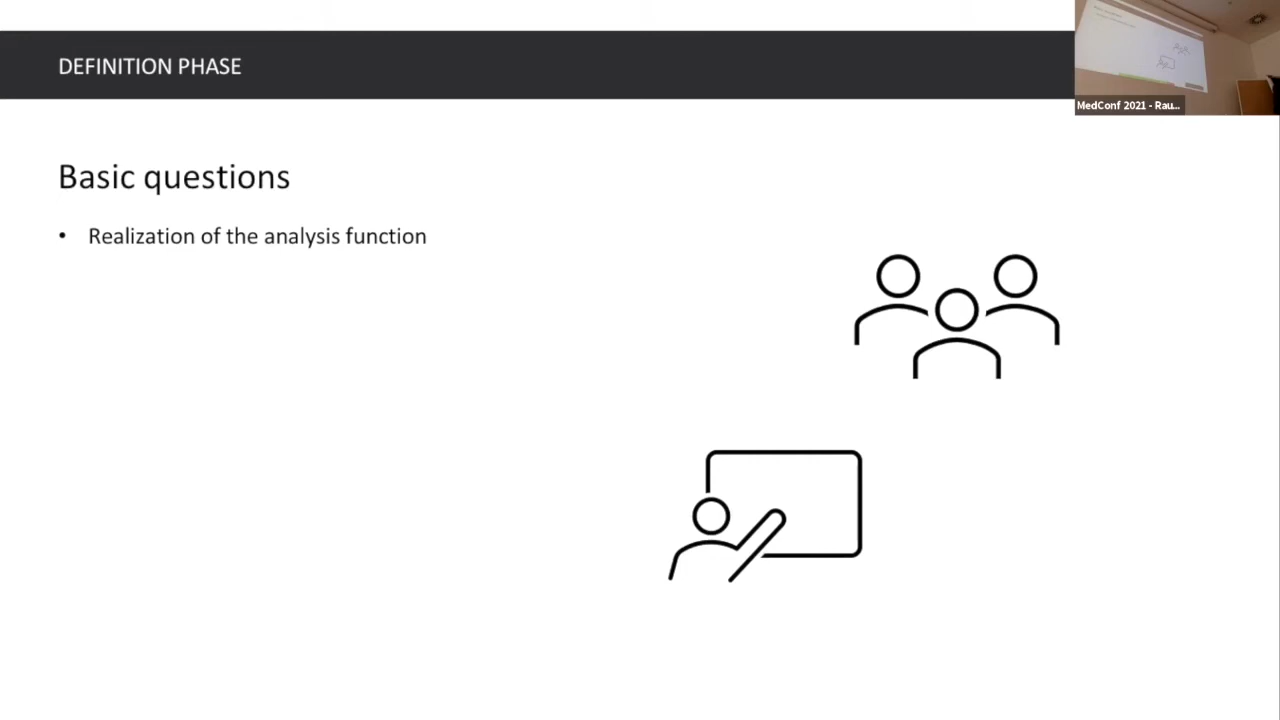 DEFINITION PHASE
MedConf 2021 - Rau...
Basic questions
• Realization of the analysis function